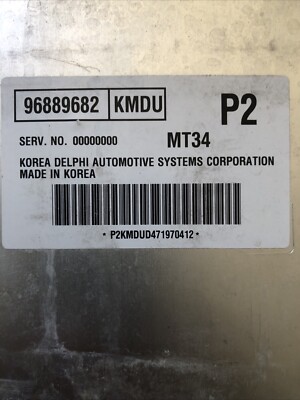 96889682 KMDU P2
SERV. NO. 00000000 MT34
KOREA DELPHI AUTOMOTIVE SYSTEMS CORPORATION
MADE IN KOREA
* P2KMDUD471970412 *